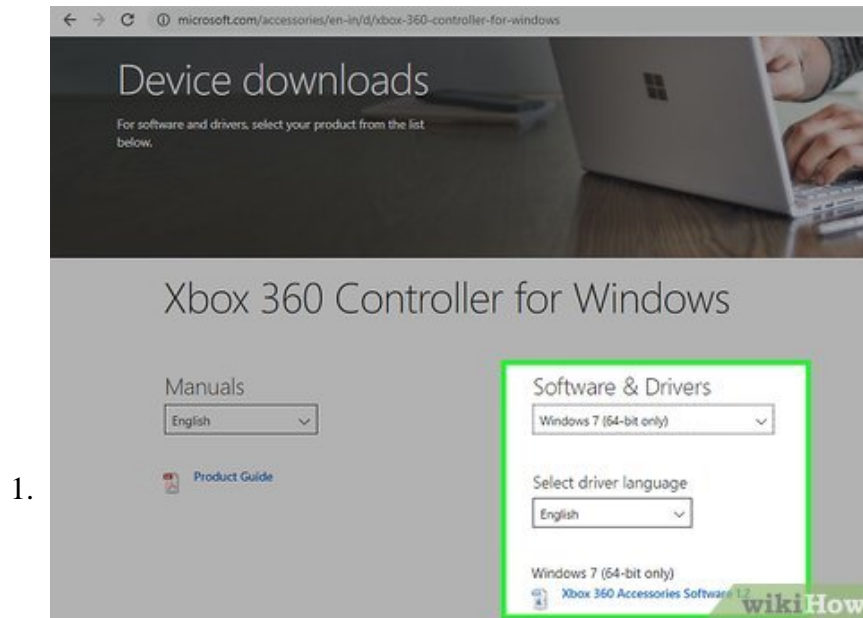 microsoft.com/accessories/en-in/d/xbox-360-controller-for-windows
Device downloads
For software and drivers, select your product from the list
below.
Xbox 360 Controller for Windows
Manuals
English
Product Guide
Software & Drivers
Windows 7 (64-bit only)
Select driver language
English
Windows 7 (64-bit only)
Xbox 360 Accessories Software 1.2
wikiHow
1.